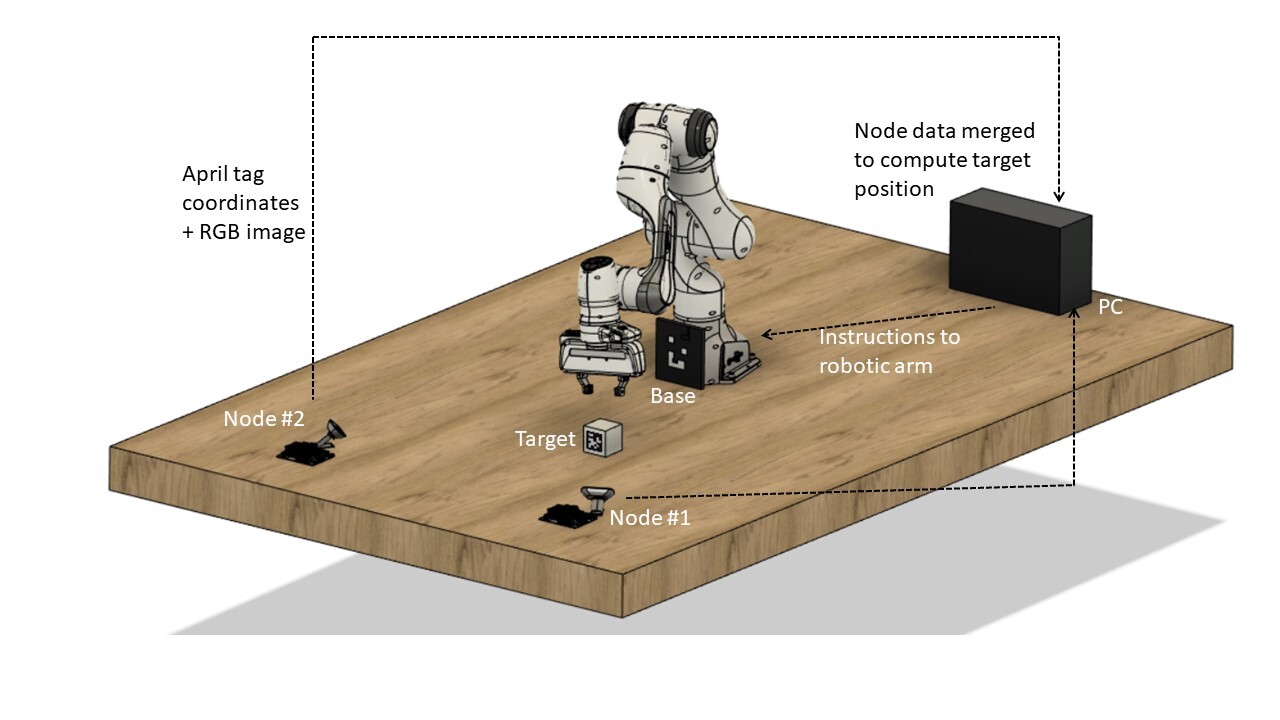 Node data merged
to compute target
position
April tag
coordinates
+ RGB image
PC
Instructions to
robotic arm
Base
Node #2
Target
Node #1